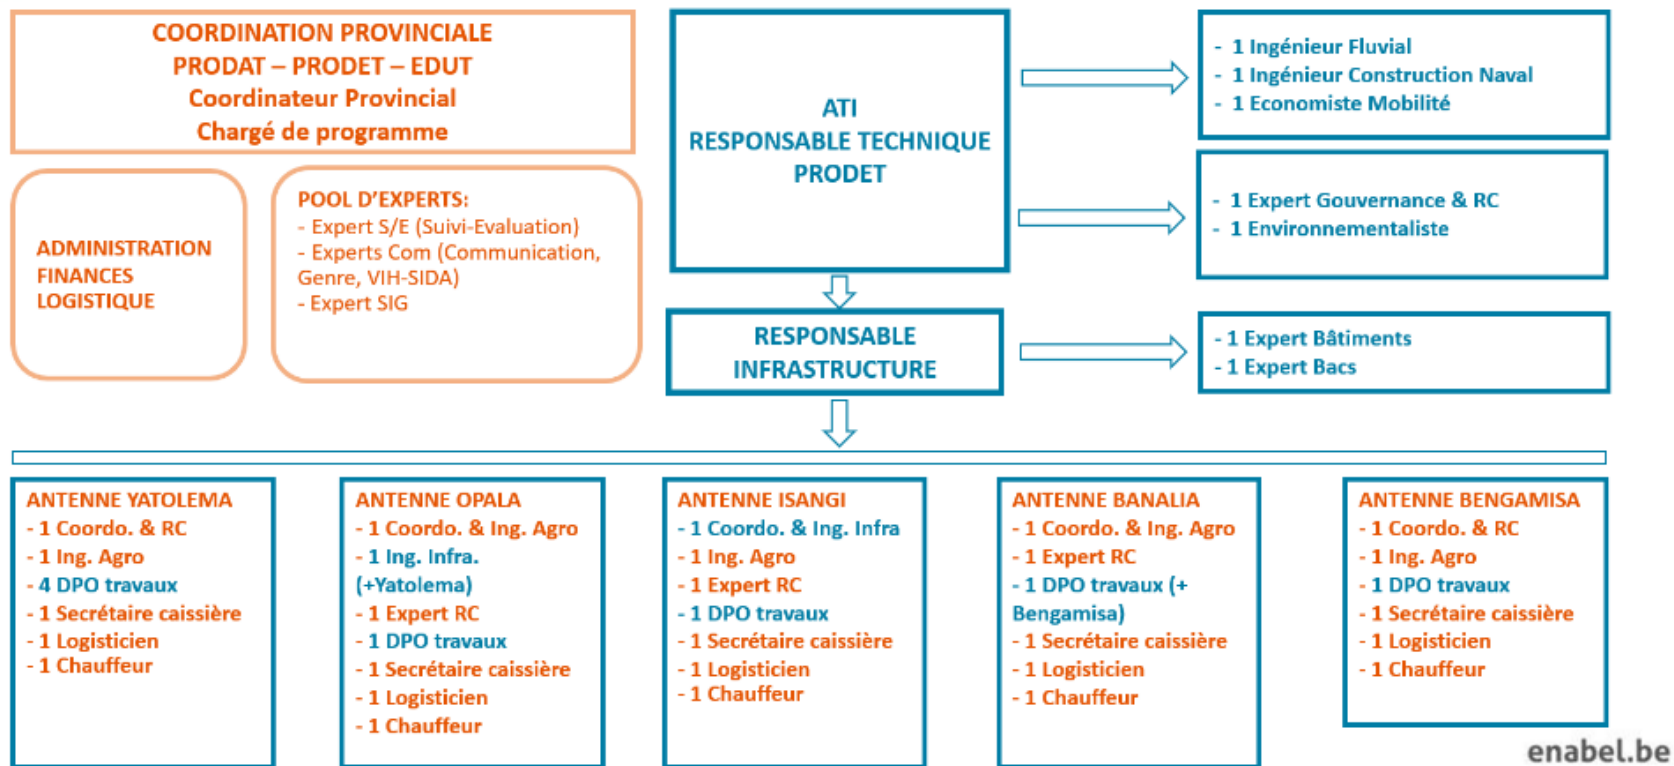 COORDINATION PROVINCIALE
PRODAT – PRODET – EDUT
Coordinateur Provincial
Chargé de programme
ADMINISTRATION
FINANCES
LOGISTIQUE
POOL D'EXPERTS:
- Expert S/E (Suivi-Evaluation)
- Experts Com (Communication,
Genre, VIH-SIDA)
- Expert SIG
ATI
RESPONSABLE TECHNIQUE
PRODET
- 1 Ingénieur Fluvial
- 1 Ingénieur Construction Naval
- 1 Economiste Mobilité
- 1 Expert Gouvernance & RC
- 1 Environnementaliste
RESPONSABLE
INFRASTRUCTURE
- 1 Expert Bâtiments
- 1 Expert Bacs
ANTENNE YATOLEMA
- 1 Coordo. & RC
- 1 Ing. Agro
- 4 DPO travaux
- 1 Secrétaire caissière
- 1 Logisticien
- 1 Chauffeur
ANTENNE OPALA
- 1 Coordo. & Ing. Agro
- 1 Ing. Infra.
(+Yatolema)
- 1 Expert RC
- 1 DPO travaux
- 1 Secrétaire caissière
- 1 Logisticien
- 1 Chauffeur
ANTENNE ISANGI
- 1 Coordo. & Ing. Infra
- 1 Ing. Agro
- 1 Expert RC
- 1 DPO travaux
- 1 Secrétaire caissière
- 1 Logisticien
- 1 Chauffeur
ANTENNE BANALIA
- 1 Coordo. & Ing. Agro
- 1 Expert RC
- 1 DPO travaux (+
Bengamisa)
- 1 Secrétaire caissière
- 1 Logisticien
- 1 Chauffeur
ANTENNE BENGAMISA
- 1 Coordo. & RC
- 1 Ing. Agro
- 1 DPO travaux
- 1 Secrétaire caissière
- 1 Logisticien
- 1 Chauffeur
enabel.be